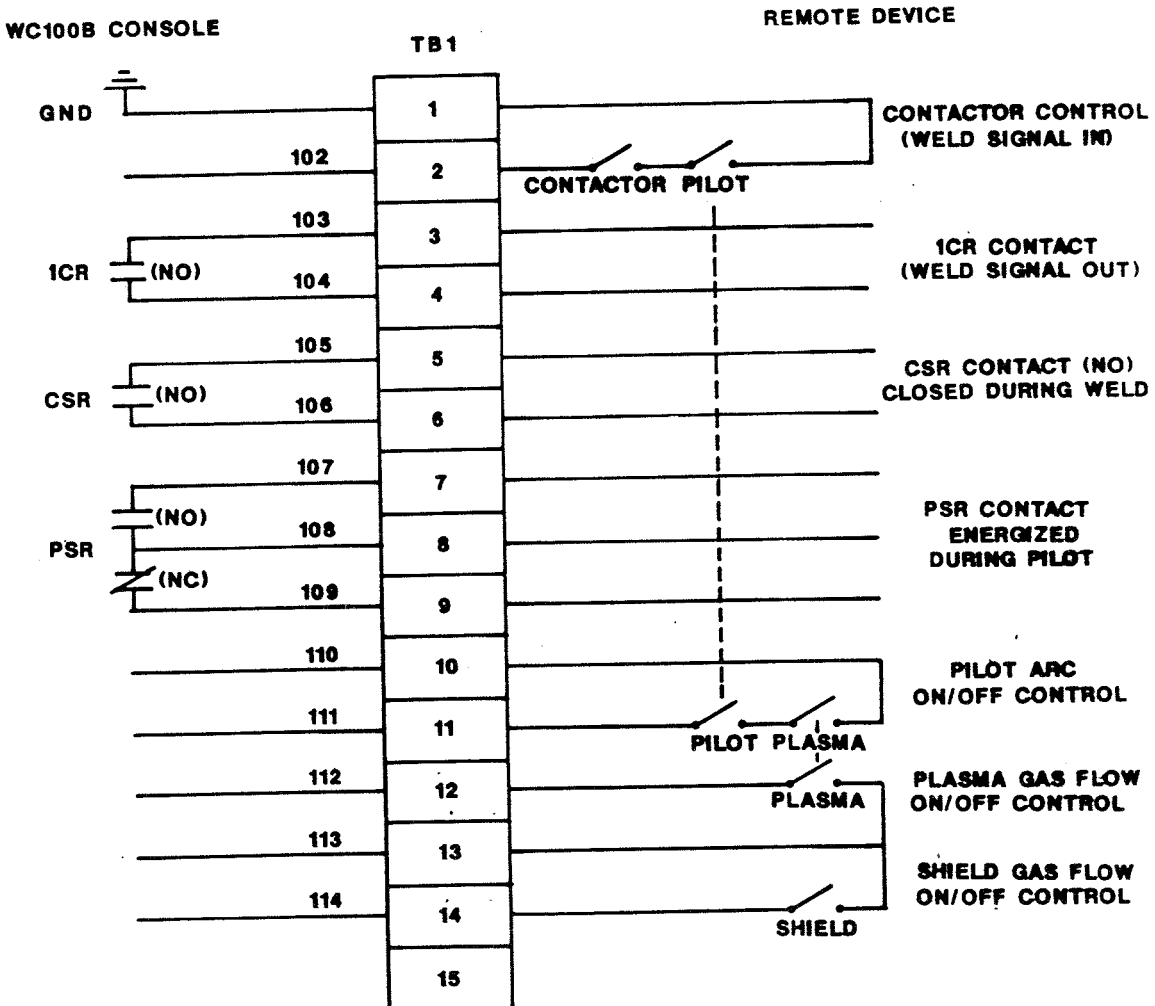 WC100B CONSOLE
TB1
REMOTE DEVICE
GND
1
CONTACTOR CONTROL
(WELD SIGNAL IN)
102
2
CONTACTOR PILOT
103
3
1CR
(NO)
1CR CONTACT
(WELD SIGNAL OUT)
104
4
105
5
CSR
(NO)
CSR CONTACT (NO)
CLOSED DURING WELD
106
6
107
7
PSR
(NO)
108
8
PSR CONTACT
ENERGIZED
DURING PILOT
(NC)
109
9
110
10
PILOT ARC
ON/OFF CONTROL
111
11
PILOT PLASMA
112
12
PLASMA
PLASMA GAS FLOW
ON/OFF CONTROL
113
13
SHIELD GAS FLOW
ON/OFF CONTROL
114
14
SHIELD
15